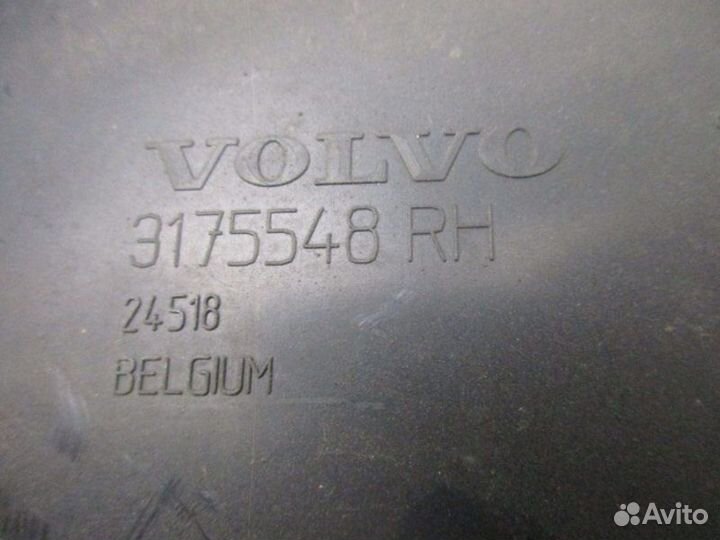 VOLVO
3175548 RH
24518
BELGIUM
Avito